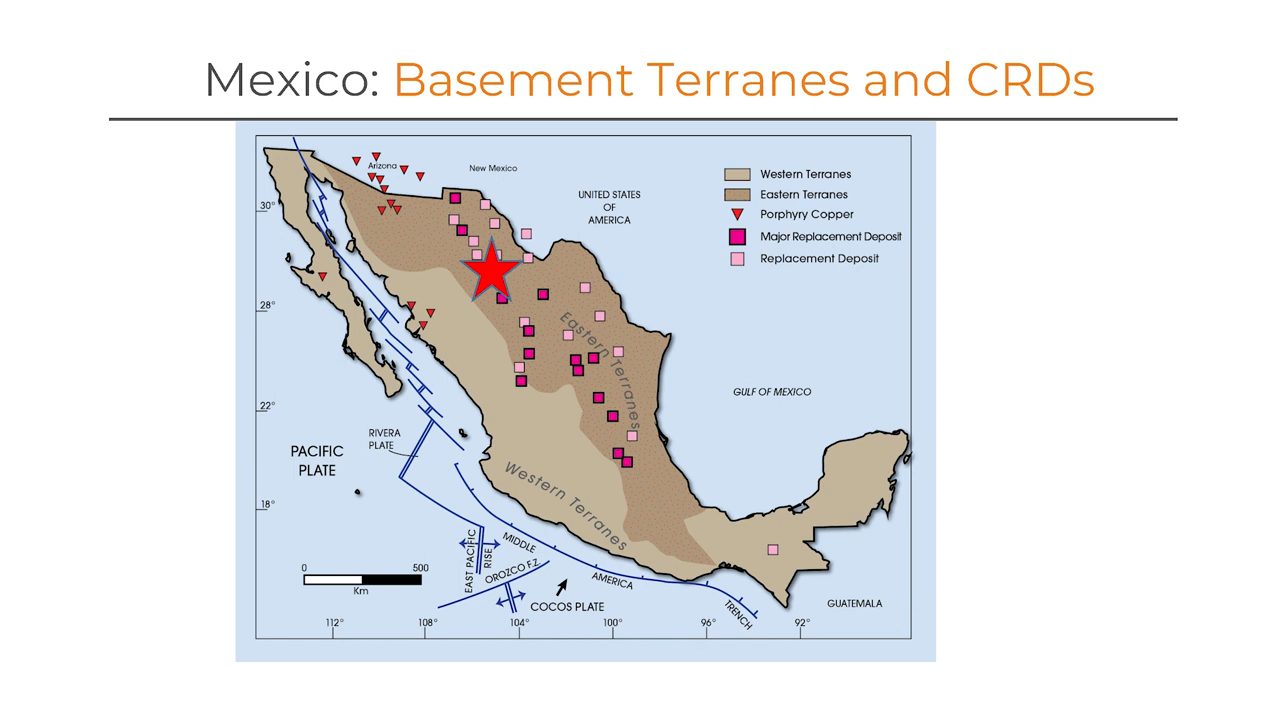 Mexico: Basement Terranes and CRDs
Arizona
New Mexico
UNITED STATES
OF
AMERICA
Western Terranes
Eastern Terranes
Porphyry Copper
Major Replacement Deposit
Replacement Deposit
30°
28°
22°
18°
Eastern Terranes
Western Terranes
GULF OF MEXICO
RIVERA
PLATE
PACIFIC
PLATE
EAST PACIFIC
RISE
MIDDLE
AMERICA
TRENCH
OROZCO F.Z.
COCOS PLATE
GUATEMALA
0 500
Km
112° 108° 104° 100° 96° 92°